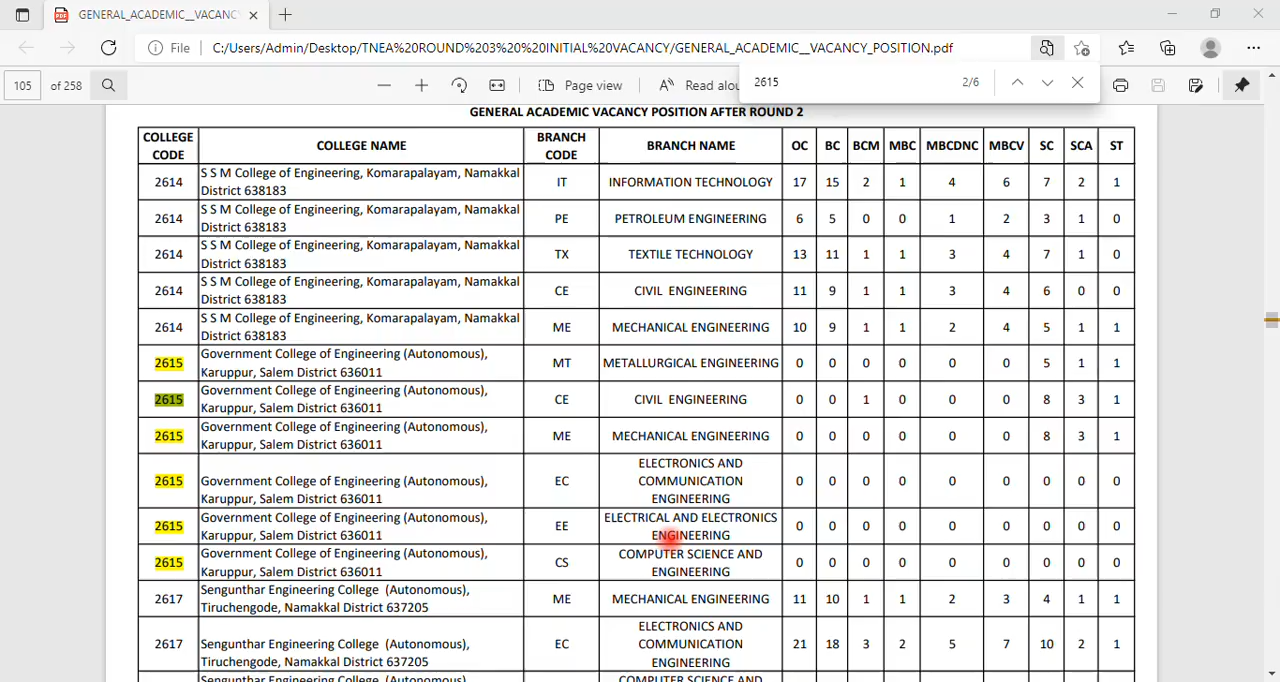 GENERAL_ACADEMIC__VACANCY
File C:/Users/Admin/Desktop/TNEA%20ROUND%203%20%20INITIAL%20VACANCY/GENERAL_ACADEMIC__VACANCY_POSITION.pdf
105 of 258 Page view Read alou 2615 2/6
GENERAL ACADEMIC VACANCY POSITION AFTER ROUND 2
COLLEGE CODE COLLEGE NAME BRANCH CODE BRANCH NAME OC BC BCM MBC MBCDNC MBCV SC SCA ST
2614 S S M College of Engineering, Komarapalayam, Namakkal District 638183 IT INFORMATION TECHNOLOGY 17 15 2 1 4 6 7 2 1
2614 S S M College of Engineering, Komarapalayam, Namakkal District 638183 PE PETROLEUM ENGINEERING 6 5 0 0 1 2 3 1 0
2614 S S M College of Engineering, Komarapalayam, Namakkal District 638183 TX TEXTILE TECHNOLOGY 13 11 1 1 3 4 7 1 0
2614 S S M College of Engineering, Komarapalayam, Namakkal District 638183 CE CIVIL ENGINEERING 11 9 1 1 3 4 6 0 0
2614 S S M College of Engineering, Komarapalayam, Namakkal District 638183 ME MECHANICAL ENGINEERING 10 9 1 1 2 4 5 1 1
2615 Government College of Engineering (Autonomous), Karuppur, Salem District 636011 MT METALLURGICAL ENGINEERING 0 0 0 0 0 0 5 1 1
2615 Government College of Engineering (Autonomous), Karuppur, Salem District 636011 CE CIVIL ENGINEERING 0 0 1 0 0 0 8 3 1
2615 Government College of Engineering (Autonomous), Karuppur, Salem District 636011 ME MECHANICAL ENGINEERING 0 0 0 0 0 0 8 3 1
2615 Government College of Engineering (Autonomous), Karuppur, Salem District 636011 EC ELECTRONICS AND COMMUNICATION ENGINEERING 0 0 0 0 0 0 0 0 0
2615 Government College of Engineering (Autonomous), Karuppur, Salem District 636011 EE ELECTRICAL AND ELECTRONICS ENGINEERING 0 0 0 0 0 0 0 0 0
2615 Government College of Engineering (Autonomous), Karuppur, Salem District 636011 CS COMPUTER SCIENCE AND ENGINEERING 0 0 0 0 0 0 0 0 0
2617 Sengunthar Engineering College (Autonomous), Tiruchengode, Namakkal District 637205 ME MECHANICAL ENGINEERING 11 10 1 1 2 3 4 1 1
2617 Sengunthar Engineering College (Autonomous), Tiruchengode, Namakkal District 637205 EC ELECTRONICS AND COMMUNICATION ENGINEERING 21 18 3 2 5 7 10 2 1
Sengunthar Engineering College (Autonomous), COMPUTER SCIENCE AND